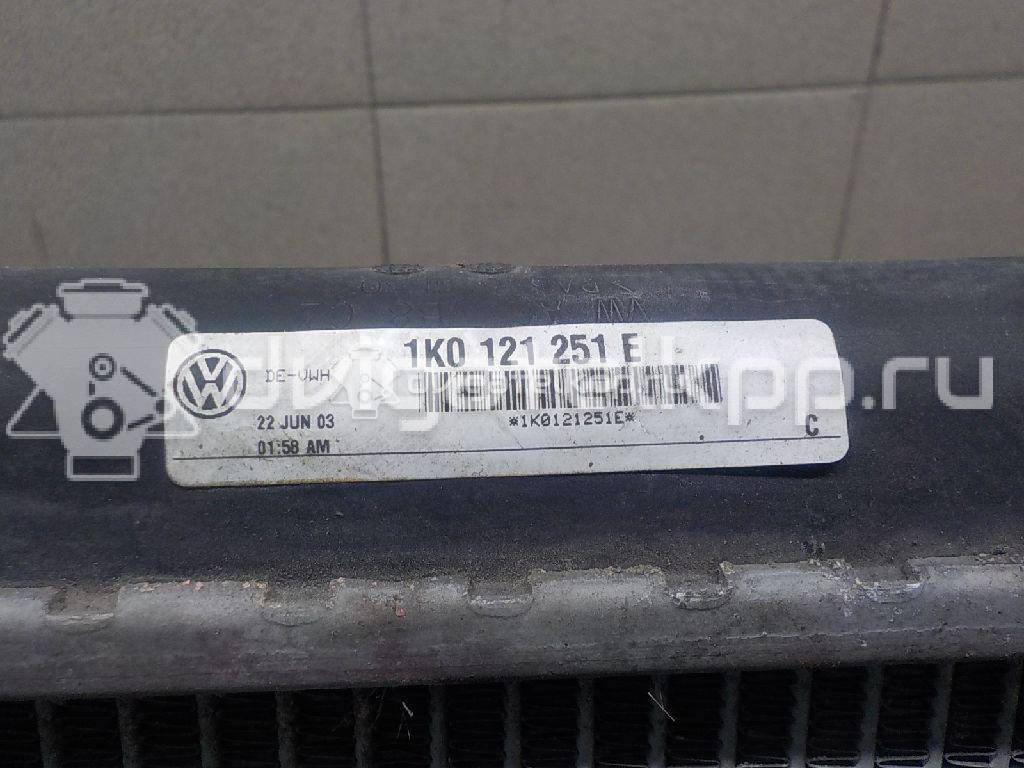 1K0 121 251 E
DE-VWH
*1K0121251E*
22 JUN 03
01:58 AM
C